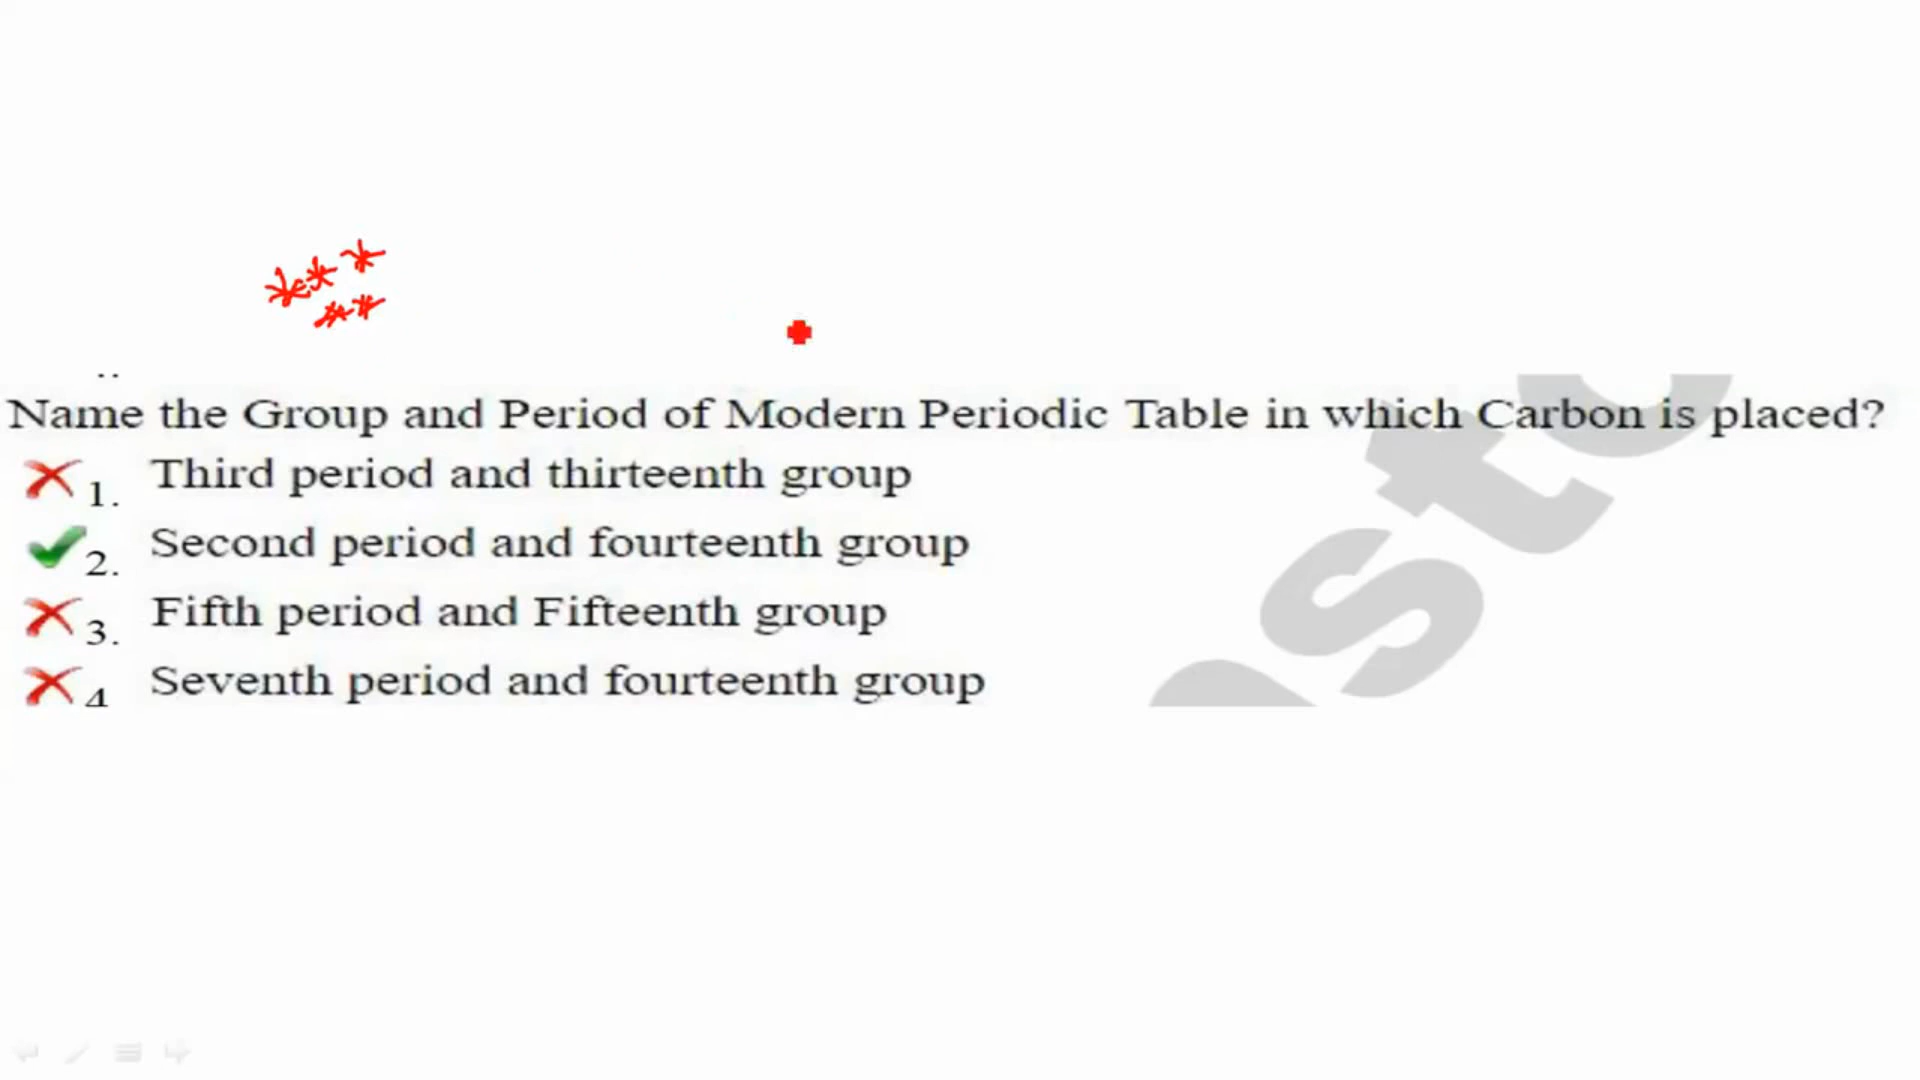 Name the Group and Period of Modern Periodic Table in which Carbon is placed?
1. Third period and thirteenth group
2. Second period and fourteenth group
3. Fifth period and Fifteenth group
4 Seventh period and fourteenth group